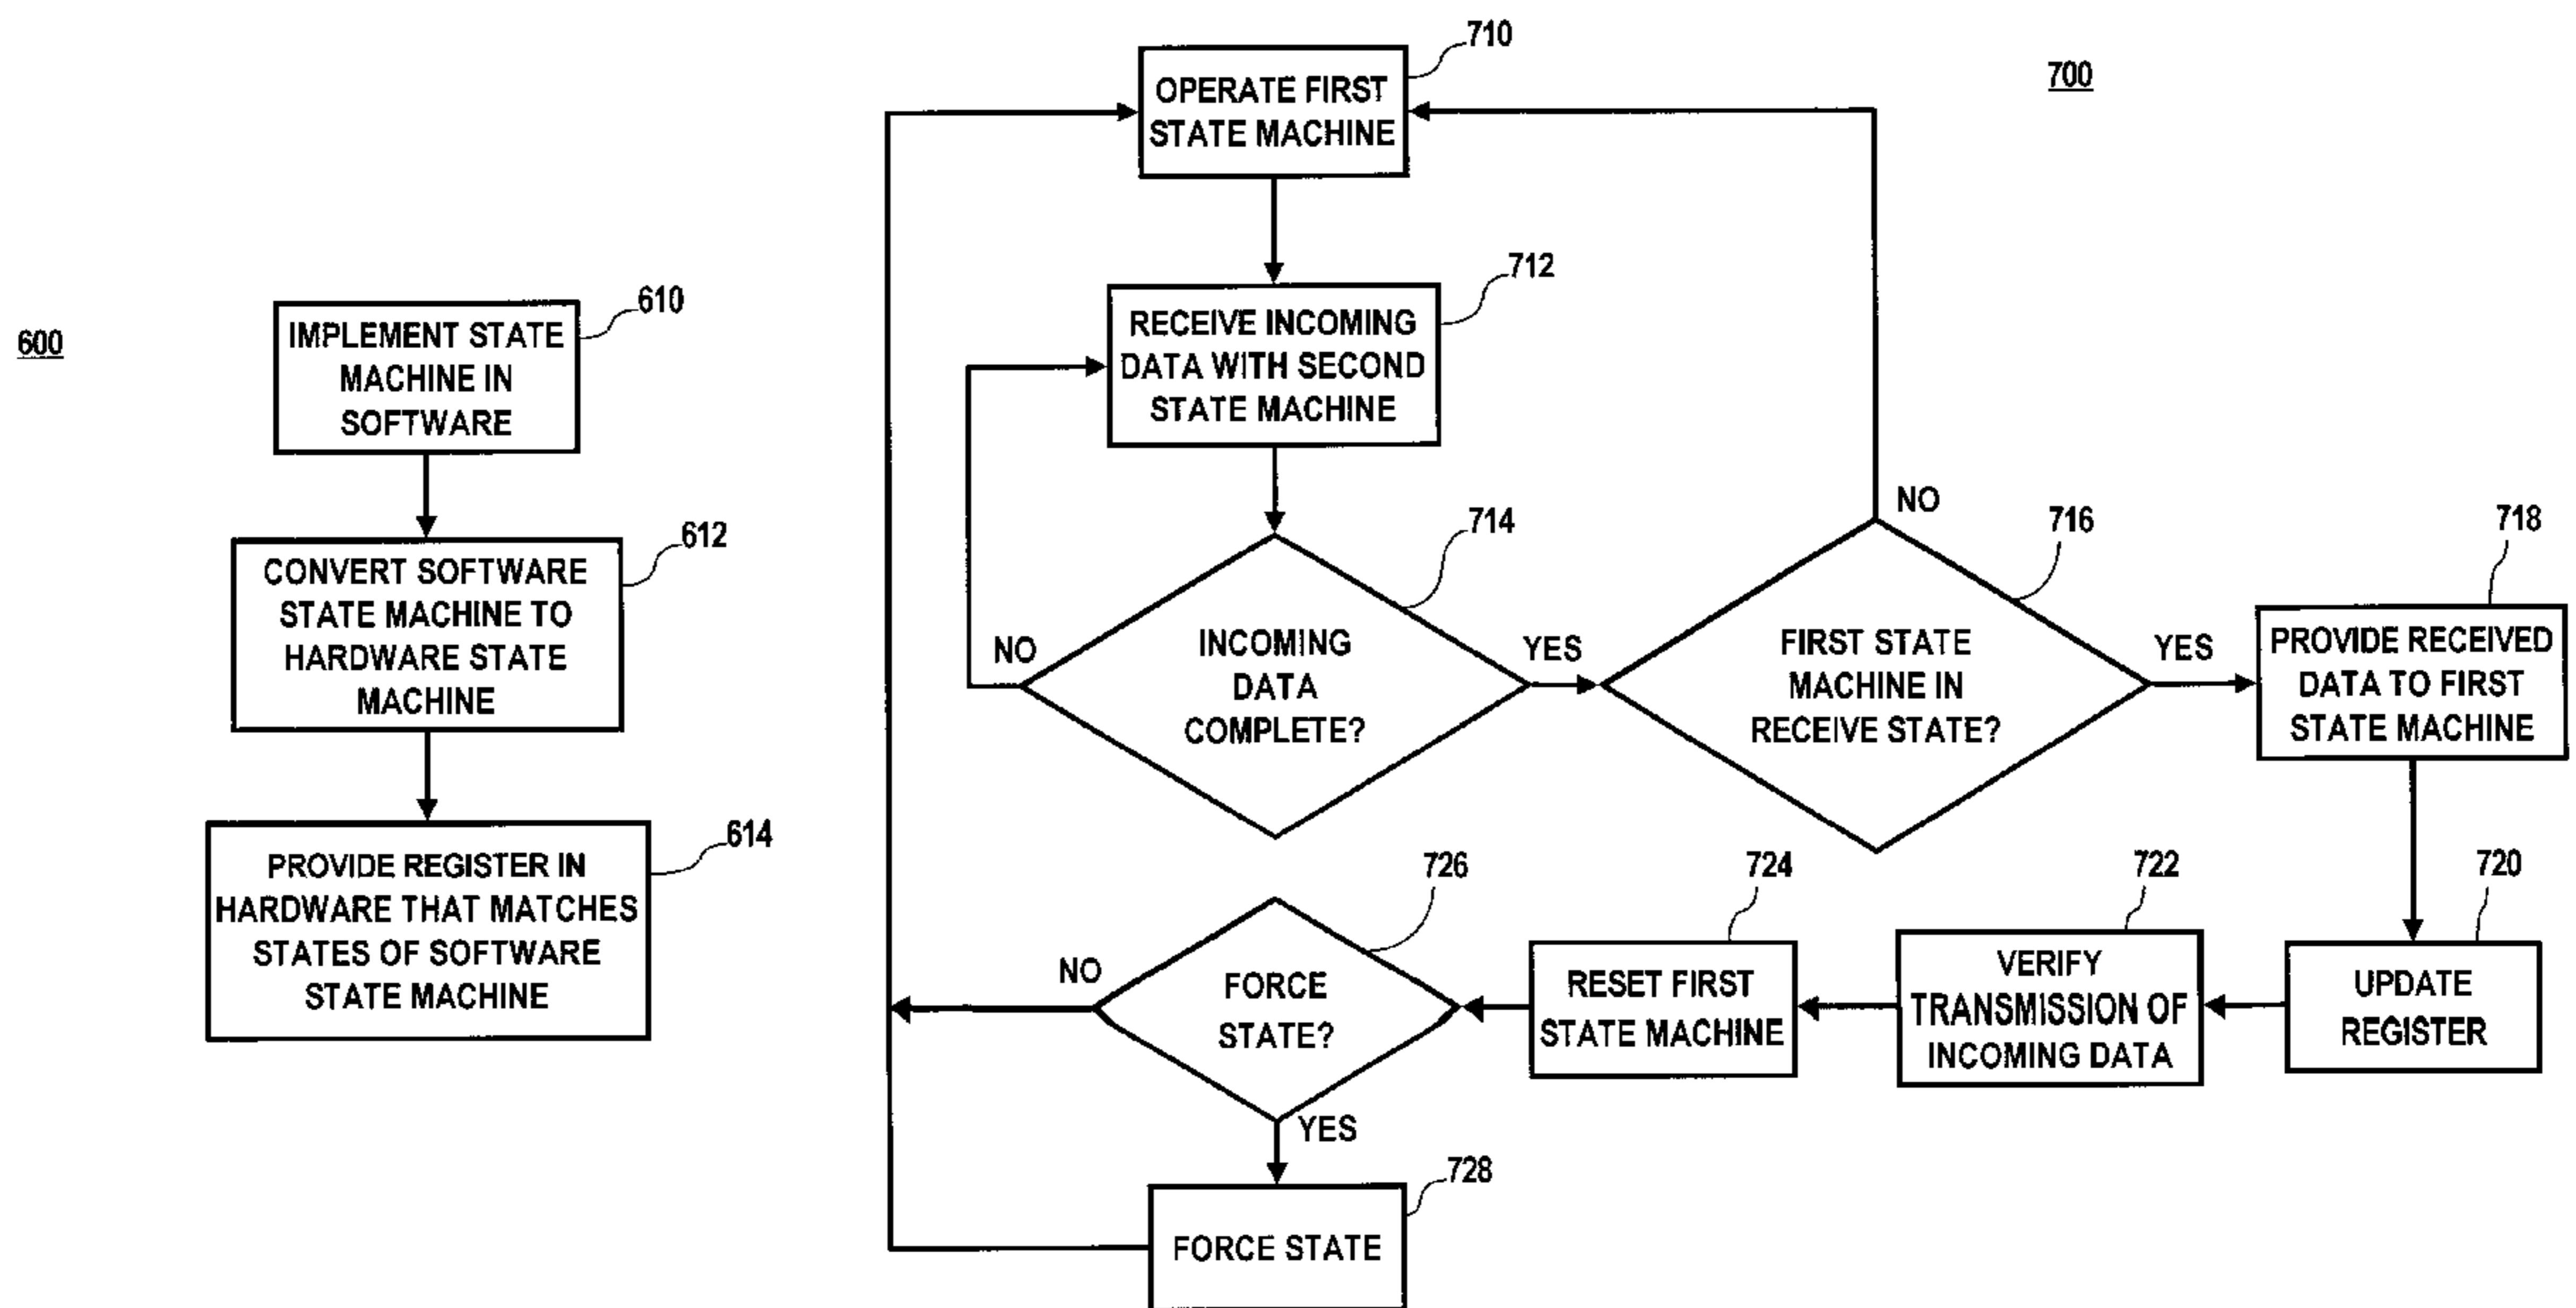 600
IMPLEMENT STATE
MACHINE IN
SOFTWARE
610
CONVERT SOFTWARE
STATE MACHINE TO
HARDWARE STATE
MACHINE
612
PROVIDE REGISTER IN
HARDWARE THAT MATCHES
STATES OF SOFTWARE
STATE MACHINE
614
700
OPERATE FIRST
STATE MACHINE
710
RECEIVE INCOMING
DATA WITH SECOND
STATE MACHINE
712
INCOMING
DATA
COMPLETE?
714
NO
YES
FIRST STATE
MACHINE IN
RECEIVE STATE?
716
NO
YES
PROVIDE RECEIVED
DATA TO FIRST
STATE MACHINE
718
UPDATE
REGISTER
720
VERIFY
TRANSMISSION OF
INCOMING DATA
722
RESET FIRST
STATE MACHINE
724
FORCE
STATE?
726
NO
YES
FORCE STATE
728